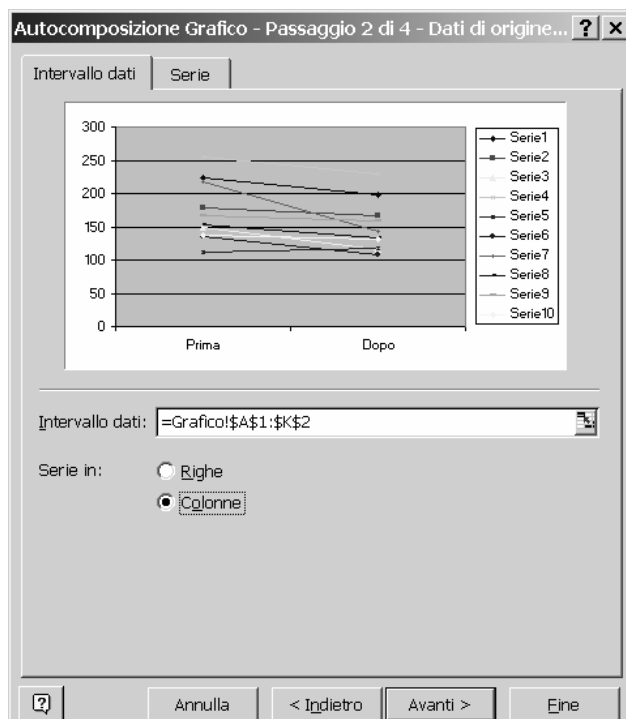 Autocomposizione Grafico - Passaggio 2 di 4 - Dati di origine... ? ×
Intervallo dati Serie
300
250
200
150
100
50
0
Prima Dopo
Serie1
Serie2
Serie3
Serie4
Serie5
Serie6
Serie7
Serie8
Serie9
Serie10
Intervallo dati: =Grafico!$A$1:$K$2
Serie in: Righe
Colonne
? Annulla < Indietro Avanti > Fine